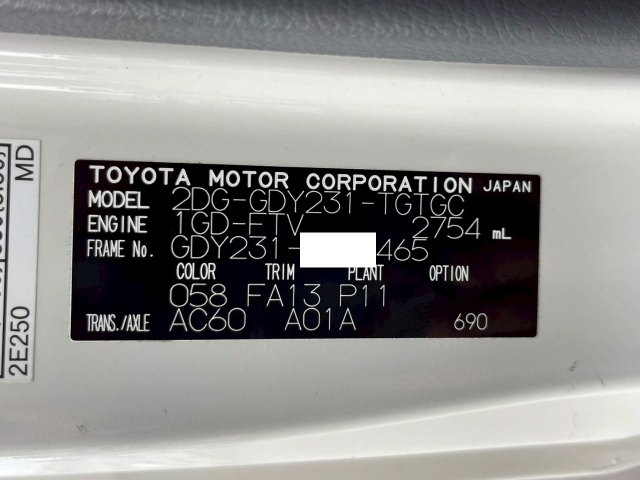 TOYOTA MOTOR CORPORATION JAPAN
MODEL 2DG-GDY231-TGTGC
ENGINE 1GD-FTV 2754 mL
FRAME No. GDY231- 465
COLOR TRIM PLANT OPTION
058 FA13 P11
TRANS./AXLE AC60 A01A 690
MD
2E250